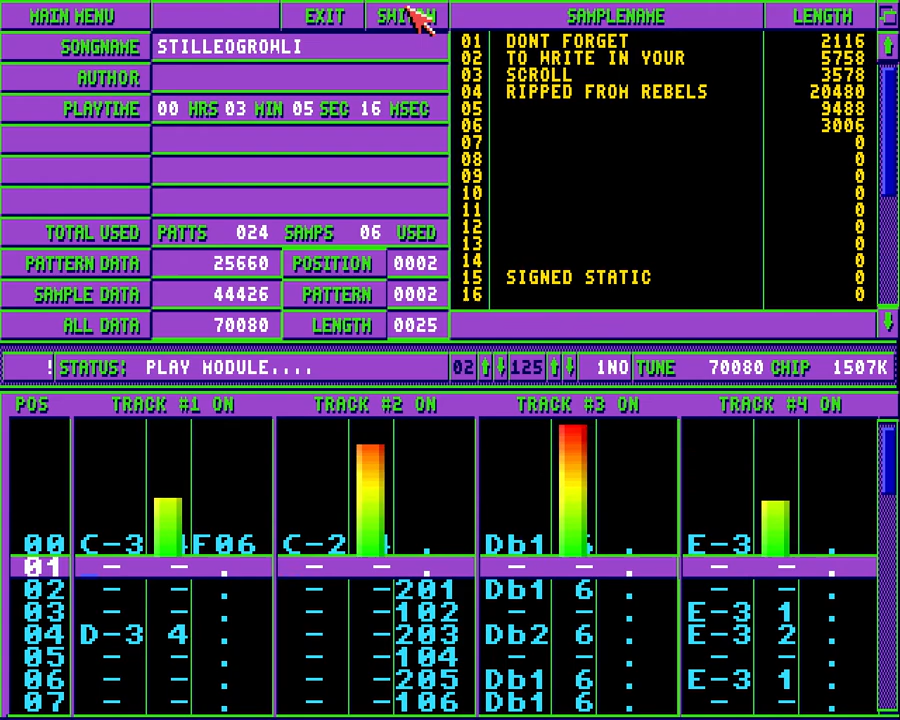 MAIN MENU EXIT
SONGNAME STILLEOGROWLI
AUTHOR
PLAYTIME 00 HRS 03 MIN 05 SEC 16 MSEC
TOTAL USED PATTS 024 SAMPS 06 USED
PATTERN DATA 25660 POSITION 0002
SAMPLE DATA 44426 PATTERN 0002
ALL DATA 70080 LENGTH 0025
SAMPLENAME LENGTH
01 DONT FORGET 2116
02 TO WRITE IN YOUR 5758
03 SCROLL 3578
04 RIPPED FROM REBELS 20480
05 9488
06 3006
07 0
08 0
09 0
10 0
11 0
12 0
13 0
14 0
15 SIGNED STATIC 0
16 0
! STATUS: PLAY MODULE.... 02 125 1NO TUNE 70080 CHIP 1507K
POS TRACK #1 ON TRACK #2 ON TRACK #3 ON TRACK #4 ON
00 C-3 F06 C-2 . Db1 . E-3 .
01 - - . - - . - - . - - .
02 - - . - -201 Db1 6 . - - .
03 - - . - -102 - - . E-3 1 .
04 D-3 4 . - -203 Db2 6 . E-3 2 .
05 - - . - -104 - - . - - .
06 - - . - -205 Db1 6 . E-3 1 .
07 - - . - -106 Db1 6 . - - .